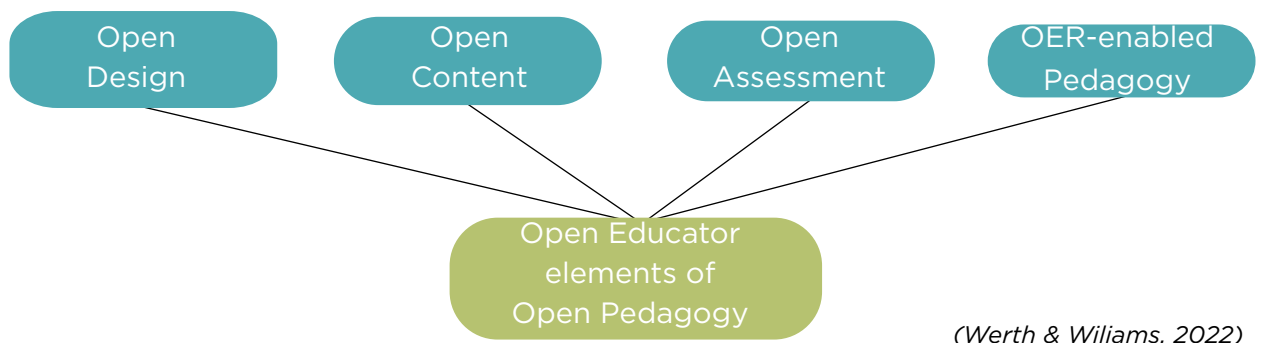 Open
Design
Open
Content
Open
Assessment
OER-enabled
Pedagogy
Open Educator
elements of
Open Pedagogy
(Werth & Wiliams, 2022)